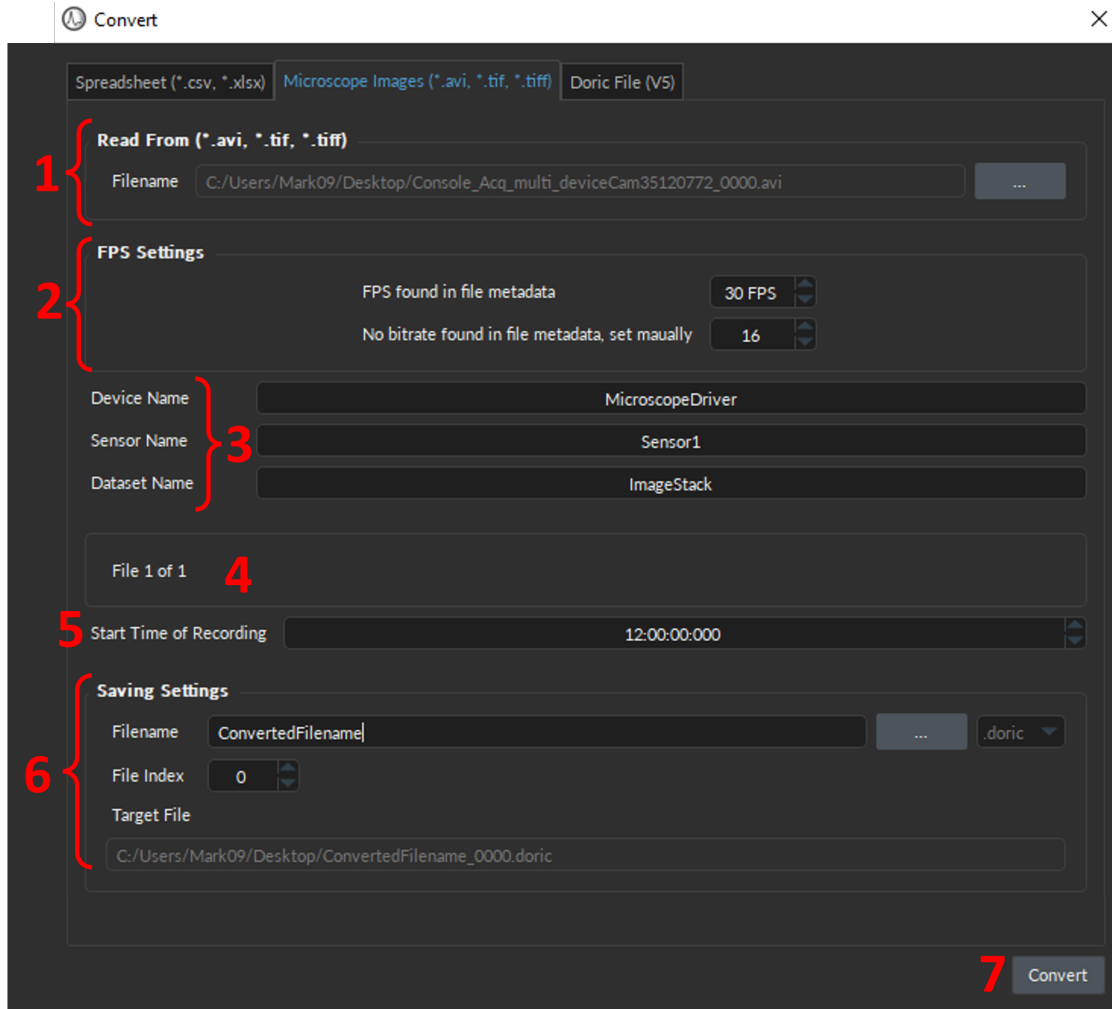 Convert
Spreadsheet (*.csv, *.xlsx) Microscope Images (*.avi, *.tif, *.tiff) Doric File (V5)
1 Read From (*.avi, *.tif, *.tiff)
Filename C:/Users/Mark09/Desktop/Console_Acq_multi_deviceCam35120772_0000.avi ...
2 FPS Settings
FPS found in file metadata 30 FPS
No bitrate found in file metadata, set maually 16
3
Device Name MicroscopeDriver
Sensor Name Sensor1
Dataset Name ImageStack
File 1 of 1 4
5 Start Time of Recording 12:00:00:000
6 Saving Settings
Filename ConvertedFilename ... .doric
File Index 0
Target File
C:/Users/Mark09/Desktop/ConvertedFilename_0000.doric
7 Convert